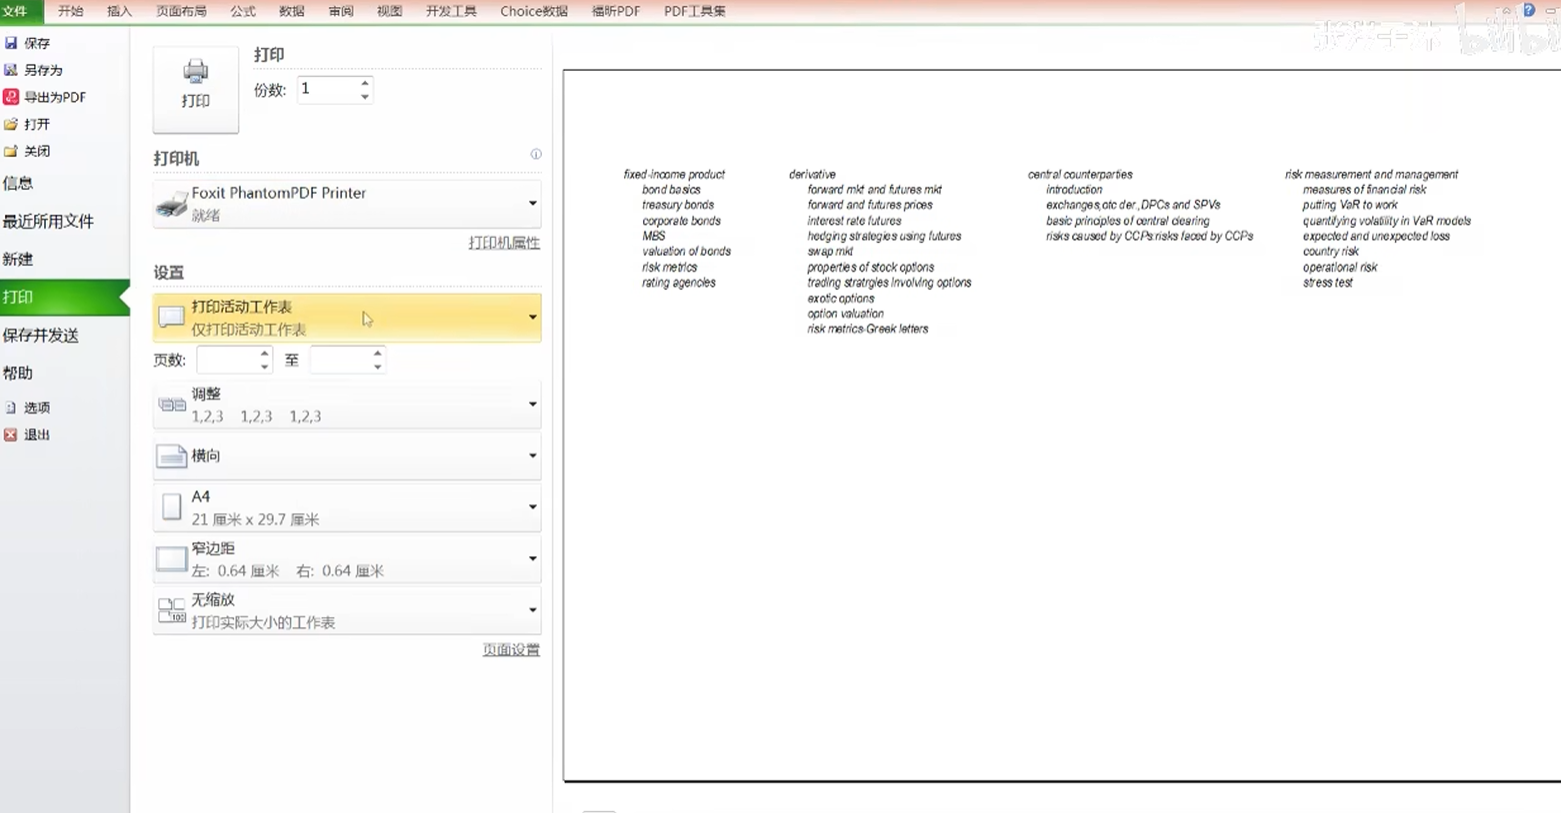 文件 开始 插入 页面布局 公式 数据 审阅 视图 开发工具 Choice数据 福昕PDF PDF工具集
保存
另存为
导出为PDF
打开
关闭
信息
最近所用文件
新建
打印
保存并发送
帮助
选项
退出
打印
打印
份数: 1
打印机
Foxit PhantomPDF Printer
就绪
打印机属性
设置
打印活动工作表
仅打印活动工作表
页数: 至
调整
1,2,3 1,2,3 1,2,3
横向
A4
21 厘米 x 29.7 厘米
窄边距
左: 0.64 厘米 右: 0.64 厘米
无缩放
打印实际大小的工作表
页面设置
fixed-income product
bond basics
treasury bonds
corporate bonds
MBS
valuation of bonds
risk metrics
rating agencies
derivative
forward mkt and futures mkt
forward and futures prices
interest rate futures
hedging strategies using futures
swap mkt
properties of stock options
trading stratrgies involving options
exotic options
option valuation
risk metrics-Greek letters
central counterparties
introduction
exchanges,otc der.,DPCs and SPVs
basic principles of central clearing
risks caused by CCPs:risks faced by CCPs
risk measurement and management
measures of financial risk
putting VaR to work
quantifying volatility in VaR models
expected and unexpected loss
country risk
operational risk
stress test